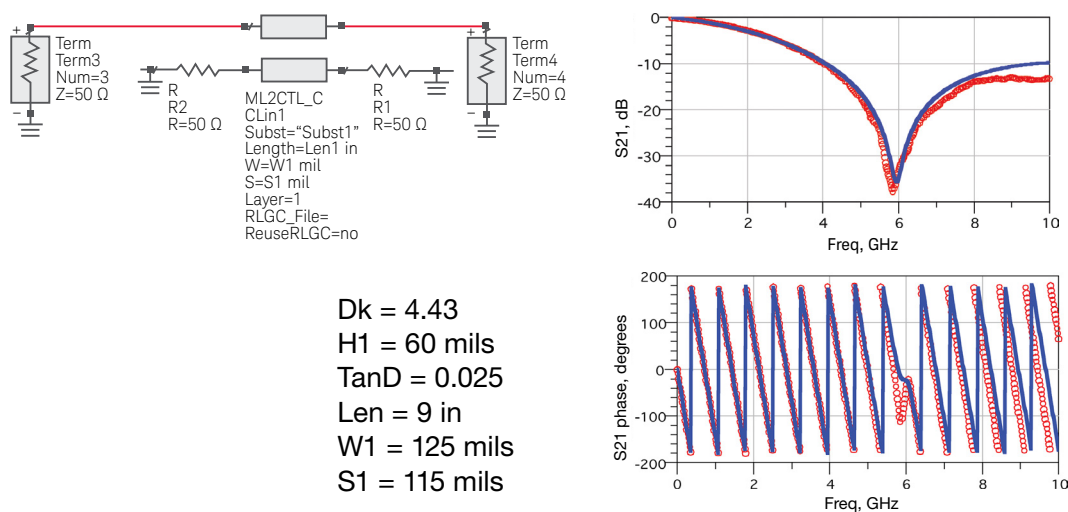 +
Term
Term3
Num=3
Z=50 Ω
-
R
R2
R=50 Ω
ML2CTL_C
CLin1
Subst=“Subst1”
Length=Len1 in
W=W1 mil
S=S1 mil
Layer=1
RLGC_File=
ReuseRLGC=no
R
R1
R=50 Ω
+
Term
Term4
Num=4
Z=50 Ω
-
Dk = 4.43
H1 = 60 mils
TanD = 0.025
Len = 9 in
W1 = 125 mils
S1 = 115 mils
S21, dB
0
-10
-20
-30
-40
0 2 4 6 8 10
Freq, GHz
S21 phase, degrees
200
100
0
-100
-200
0 2 4 6 8 10
Freq, GHz